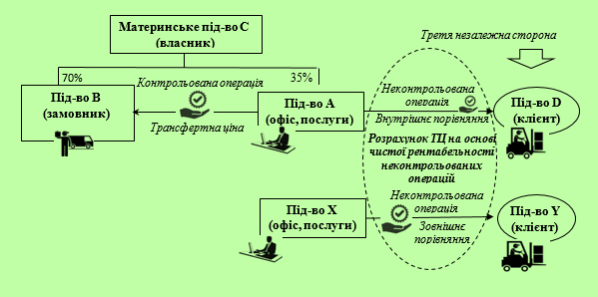 Материнське під-во С
(власник)
Третя незалежна сторона
70%
35%
Контрольована операція
Трансфертна ціна
Під-во В
(замовник)
Під-во А
(офіс, послуги)
Неконтрольована
операція
Внутрішнє порівняння
Під-во D
(клієнт)
Розрахунок ТЦ на основі
чистої рентабельності
неконтрольованих
операцій
Під-во Х
(офіс, послуги)
Неконтрольована
операція
Зовнішнє
порівняння
Під-во Y
(клієнт)